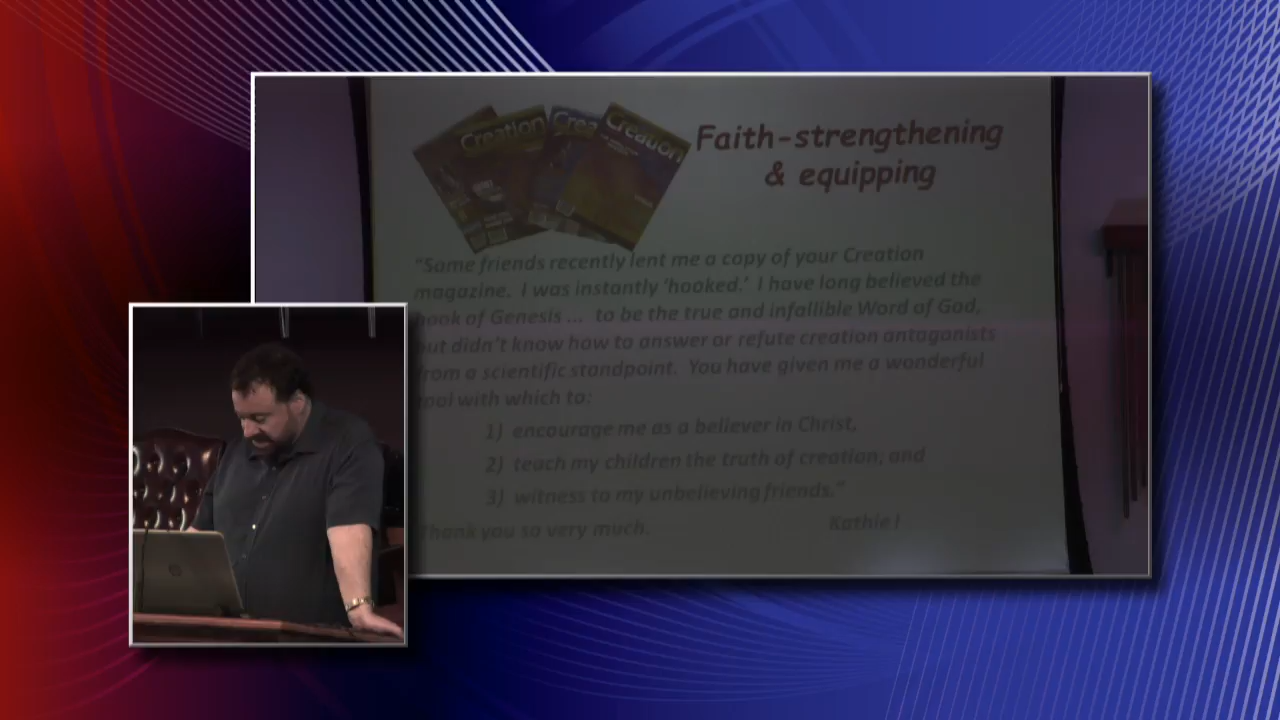 Creation
Crea
Creation
Faith-strengthening
& equipping
"Some friends recently lent me a copy of your Creation
magazine. I was instantly 'hooked.' I have long believed the
book of Genesis ... to be the true and infallible Word of God,
but didn't know how to answer or refute creation antagonists
from a scientific standpoint. You have given me a wonderful
tool with which to:
1) encourage me as a believer in Christ,
2) teach my children the truth of creation, and
3) witness to my unbelieving friends."
Thank you so very much. Kathie I